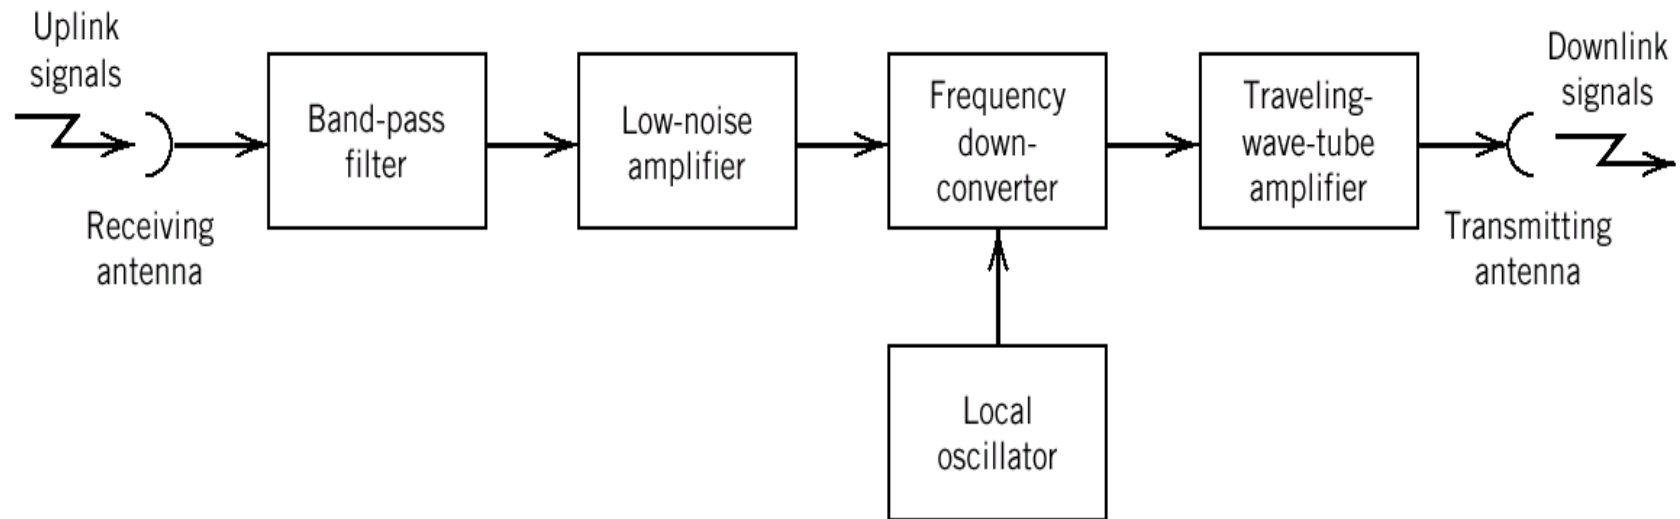 Uplink
signals
Receiving
antenna
Band-pass
filter
Low-noise
amplifier
Frequency
down-
converter
Local
oscillator
Traveling-
wave-tube
amplifier
Downlink
signals
Transmitting
antenna